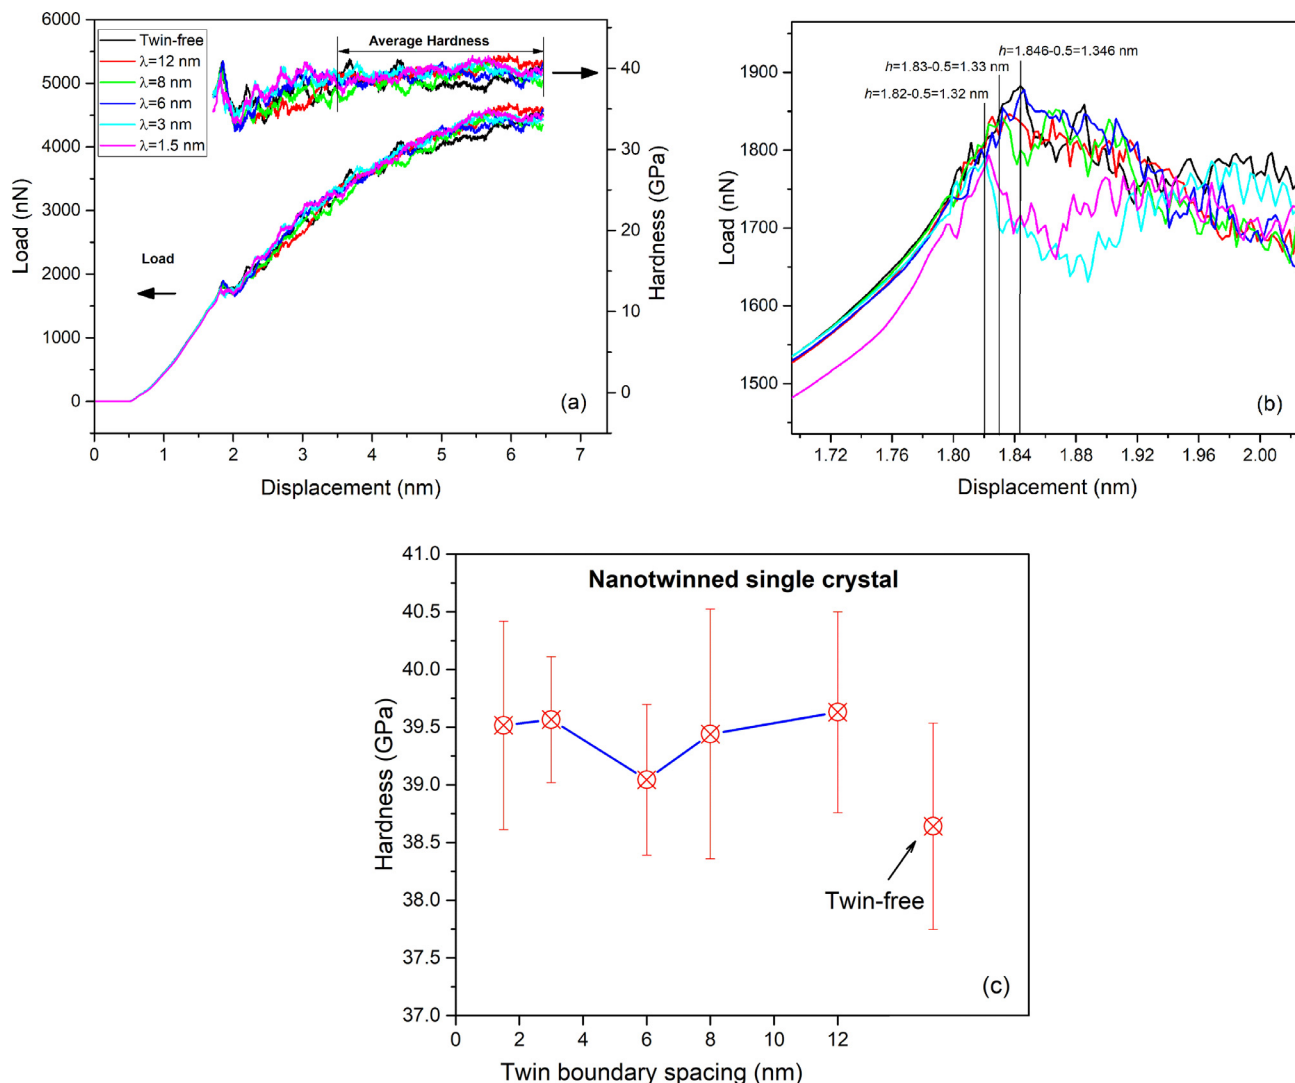 6000
5000
4000
3000
2000
1000
0
Load (nN)
Twin-free
λ=12 nm
λ=8 nm
λ=6 nm
λ=3 nm
λ=1.5 nm
Average Hardness
Load
40
30
20
10
0
Hardness (GPa)
(a)
0 1 2 3 4 5 6 7
Displacement (nm)
1900
1800
1700
1600
1500
Load (nN)
h=1.846-0.5=1.346 nm
h=1.83-0.5=1.33 nm
h=1.82-0.5=1.32 nm
(b)
1.72 1.76 1.80 1.84 1.88 1.92 1.96 2.00
Displacement (nm)
41.0
40.5
40.0
39.5
39.0
38.5
38.0
37.5
37.0
Hardness (GPa)
Nanotwinned single crystal
Twin-free
(c)
0 2 4 6 8 10 12
Twin boundary spacing (nm)